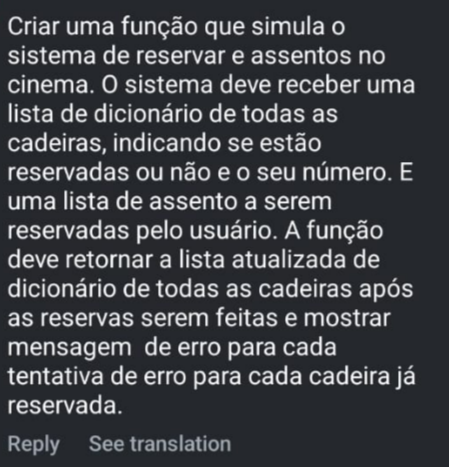 Criar uma função que simula o
sistema de reservar e assentos no
cinema. O sistema deve receber uma
lista de dicionário de todas as
cadeiras, indicando se estão
reservadas ou não e o seu número. E
uma lista de assento a serem
reservadas pelo usuário. A função
deve retornar a lista atualizada de
dicionário de todas as cadeiras após
as reservas serem feitas e mostrar
mensagem  de erro para cada
tentativa de erro para cada cadeira já
reservada.
Reply See translation